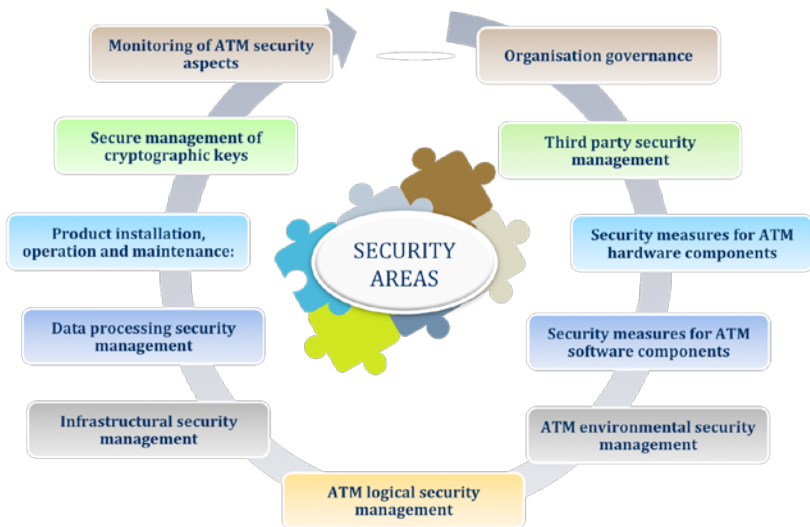 Monitoring of ATM security
aspects
Organisation governance
Secure management of
cryptographic keys
Third party security
management
Product installation,
operation and maintenance:
SECURITY
AREAS
Security measures for ATM
hardware components
Data processing security
management
Security measures for ATM
software components
Infrastructural security
management
ATM environmental security
management
ATM logical security
management